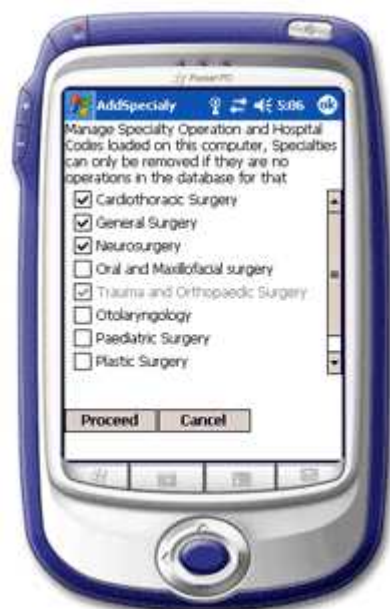 Pocket PC
AddSpecialy 5:06 ok
Manage Specialty Operation and Hospital
Codes loaded on this computer, Specialties
can only be removed if they are no
operations in the database for that
Cardiothoracic Surgery
General Surgery
Neurosurgery
Oral and Maxillofacial surgery
Trauma and Orthopaedic Surgery
Otolaryngology
Paediatric Surgery
Plastic Surgery
Proceed Cancel